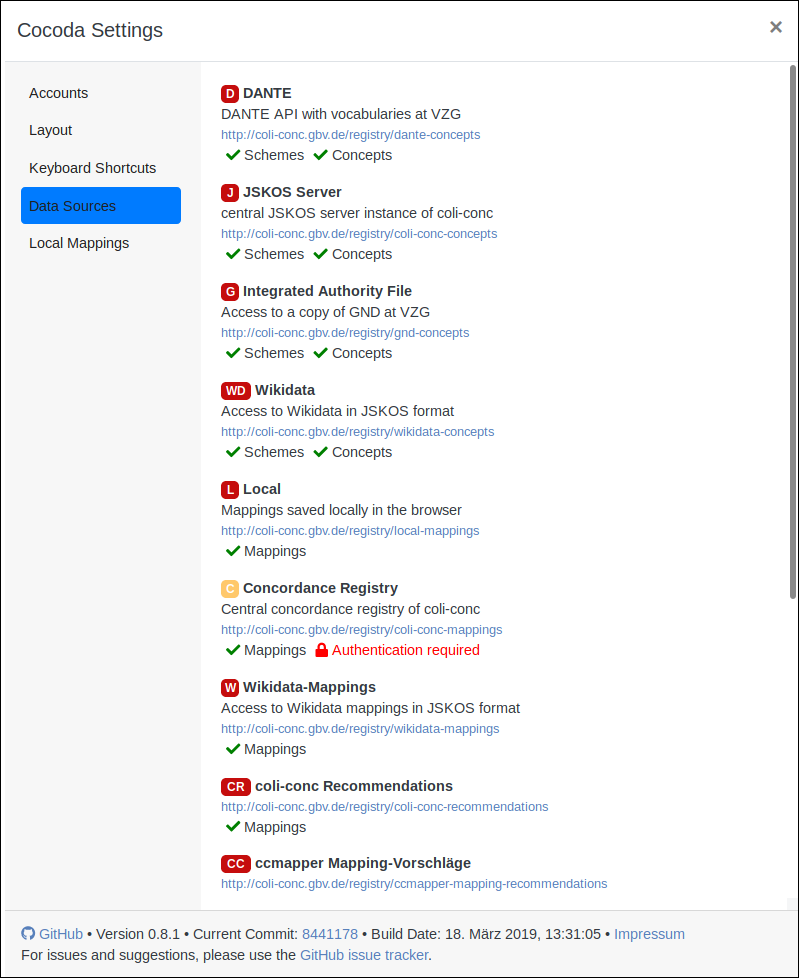 Cocoda Settings ×
Accounts
Layout
Keyboard Shortcuts
Data Sources
Local Mappings
D DANTE
DANTE API with vocabularies at VZG
http://coli-conc.gbv.de/registry/dante-concepts
Schemes Concepts
J JSKOS Server
central JSKOS server instance of coli-conc
http://coli-conc.gbv.de/registry/coli-conc-concepts
Schemes Concepts
G Integrated Authority File
Access to a copy of GND at VZG
http://coli-conc.gbv.de/registry/gnd-concepts
Schemes Concepts
WD Wikidata
Access to Wikidata in JSKOS format
http://coli-conc.gbv.de/registry/wikidata-concepts
Schemes Concepts
L Local
Mappings saved locally in the browser
http://coli-conc.gbv.de/registry/local-mappings
Mappings
C Concordance Registry
Central concordance registry of coli-conc
http://coli-conc.gbv.de/registry/coli-conc-mappings
Mappings Authentication required
W Wikidata-Mappings
Access to Wikidata mappings in JSKOS format
http://coli-conc.gbv.de/registry/wikidata-mappings
Mappings
CR coli-conc Recommendations
http://coli-conc.gbv.de/registry/coli-conc-recommendations
Mappings
CC ccmapper Mapping-Vorschläge
http://coli-conc.gbv.de/registry/ccmapper-mapping-recommendations
GitHub • Version 0.8.1 • Current Commit: 8441178 • Build Date: 18. März 2019, 13:31:05 • Impressum
For issues and suggestions, please use the GitHub issue tracker.